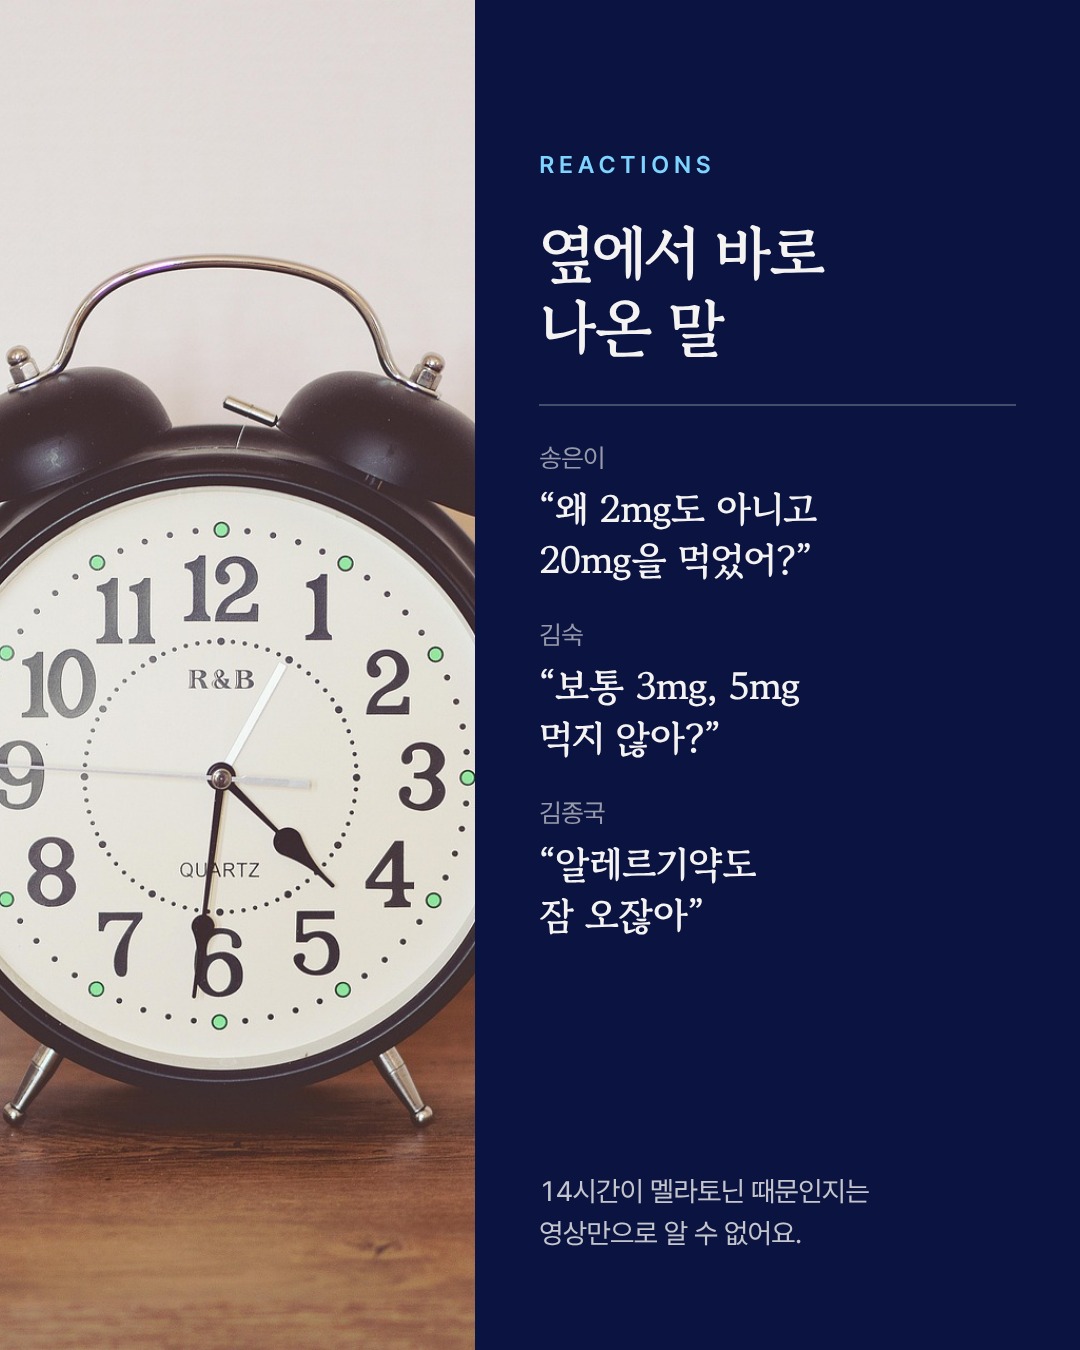 REACTIONS
옆에서 바로
나온 말
송은이
“왜 2mg도 아니고
20mg을 먹었어?”
김숙
“보통 3mg, 5mg
먹지 않아?”
김종국
“알레르기약도
잠 오잖아”
14시간이 멜라토닌 때문인지는
영상만으로 알 수 없어요.
12
11
1
10
2
R&B
9
3
8
QUARTZ
4
7
5
6